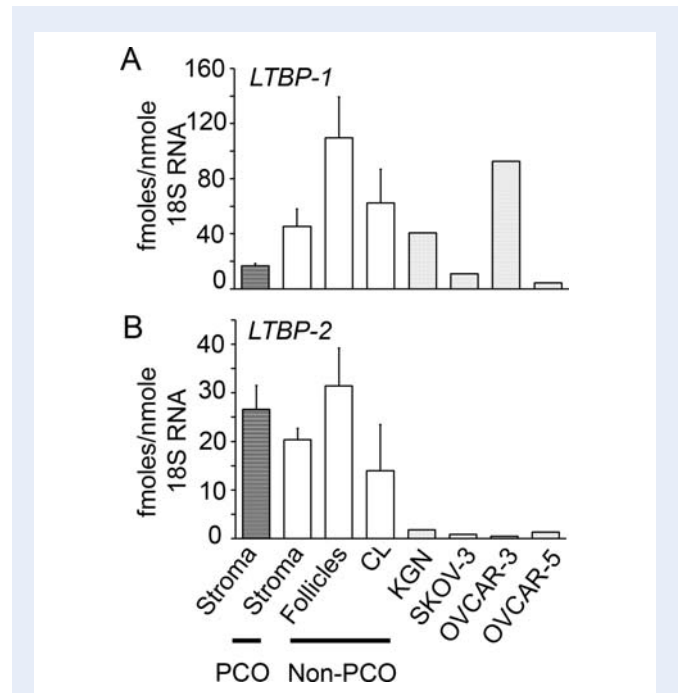 A
LTBP-1
fmoles/nmole
18S RNA
160
120
80
40
0
B
LTBP-2
fmoles/nmole
18S RNA
40
30
20
10
0
Stroma
Stroma
Follicles
CL
KGN
SKOV-3
OVCAR-3
OVCAR-5
PCO
Non-PCO